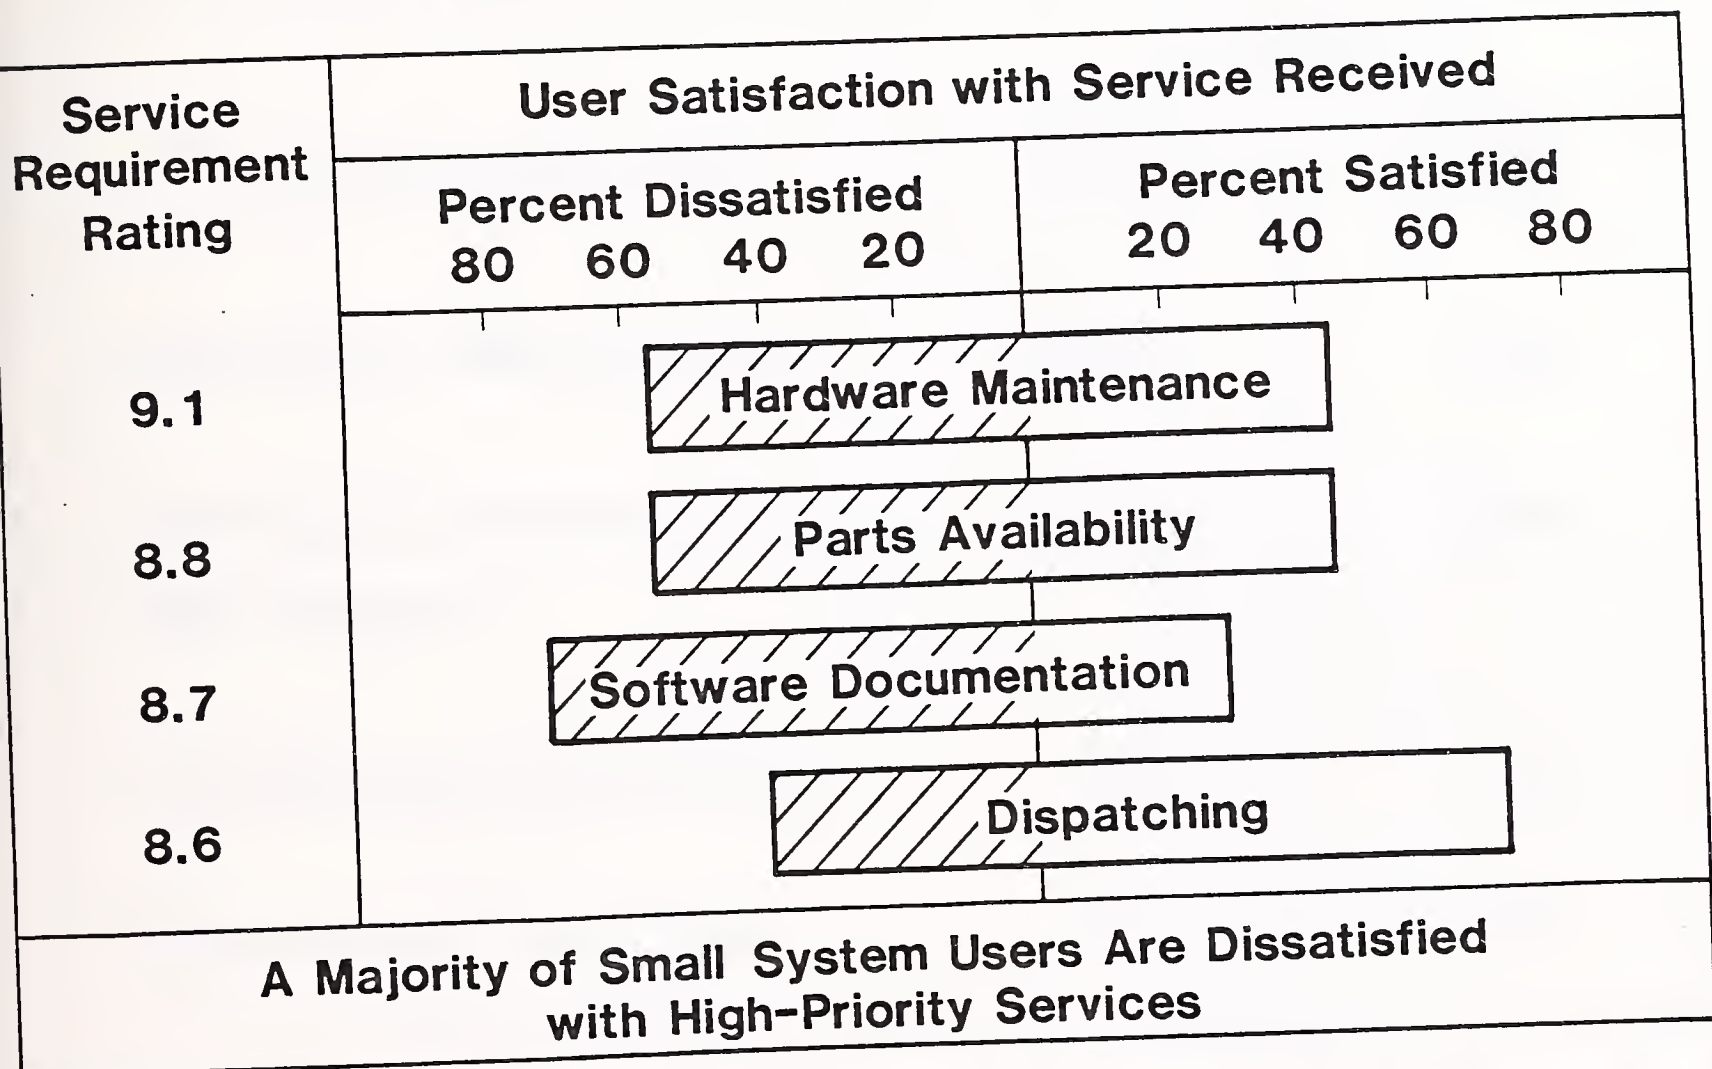 Service
Requirement
Rating
User Satisfaction with Service Received
Percent Dissatisfied
80 60 40 20
Percent Satisfied
20 40 60 80
9.1 Hardware Maintenance
8.8 Parts Availability
8.7 Software Documentation
8.6 Dispatching
A Majority of Small System Users Are Dissatisfied
with High-Priority Services